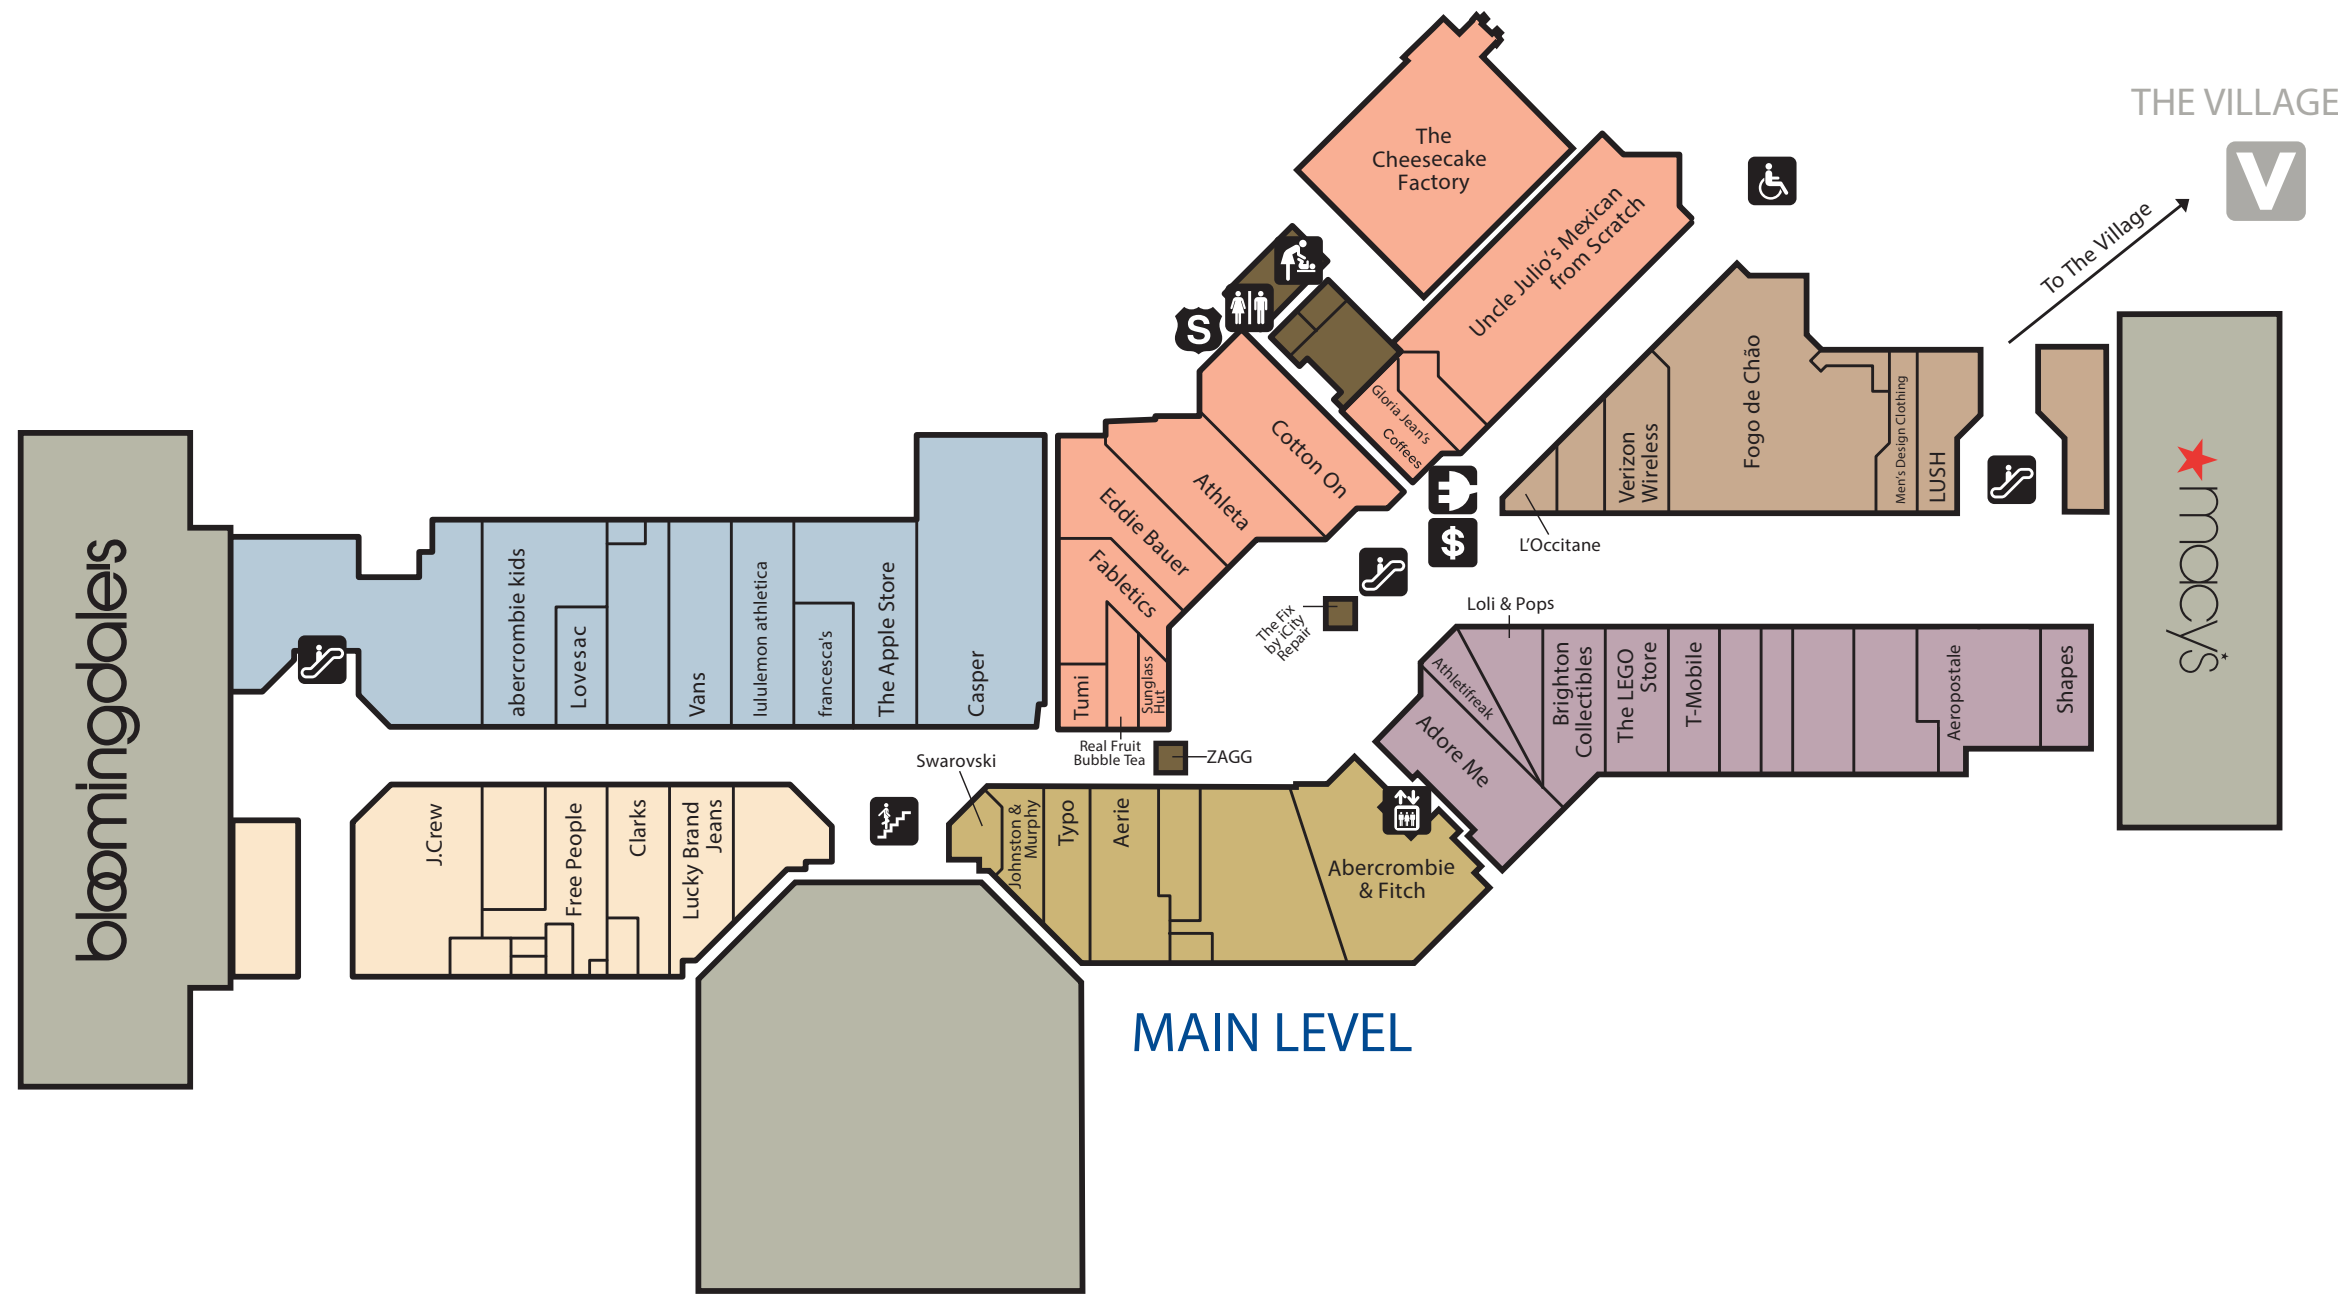 THE VILLAGE
V
To The Village
The
Cheesecake
Factory
Uncle Julio's Mexican
from Scratch
S
Gloria Jean's
Coffees
Cotton On
Athleta
Eddie Bauer
Fabletics
Tumi
Real Fruit
Bubble Tea
Sunglass
Hut
ZAGG
$
The Fix
by iCity
Repair
L'Occitane
Verizon
Wireless
Fogo de Chão
Men's Design Clothing
LUSH
macy's
bloomingdale's
abercrombie kids
Lovesac
Vans
lululemon athletica
francesca's
The Apple Store
Casper
J.Crew
Free People
Clarks
Lucky Brand
Jeans
Swarovski
Johnston &
Murphy
Typo
Aerie
Abercrombie
& Fitch
Adore Me
Athletifreak
Loli & Pops
Brighton
Collectibles
The LEGO
Store
T-Mobile
Aeropostale
Shapes
MAIN LEVEL